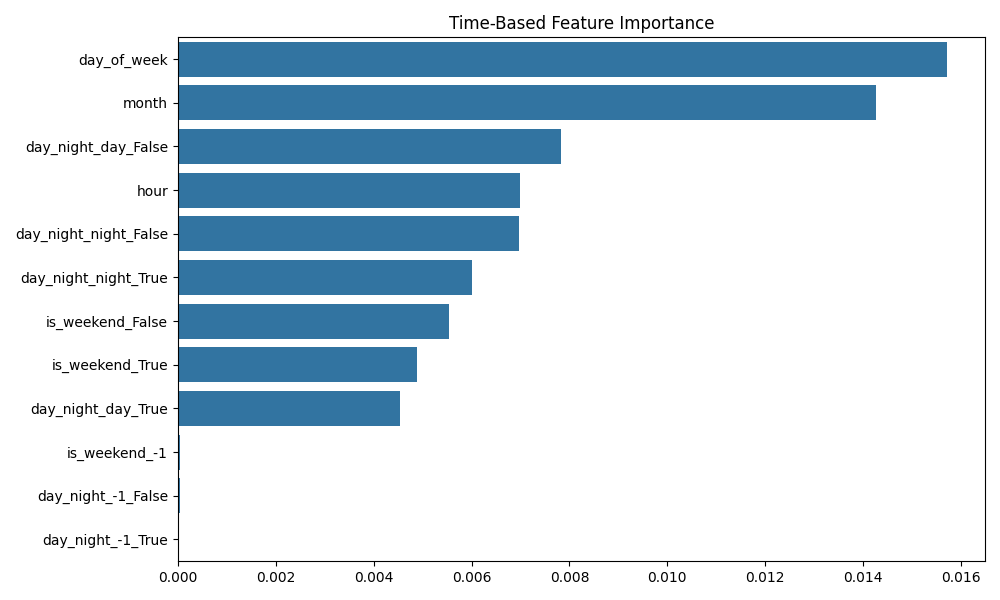 Time-Based Feature Importance
day_of_week
month
day_night_day_False
hour
day_night_night_False
day_night_night_True
is_weekend_False
is_weekend_True
day_night_day_True
is_weekend_-1
day_night_-1_False
day_night_-1_True
0.000 0.002 0.004 0.006 0.008 0.010 0.012 0.014 0.016